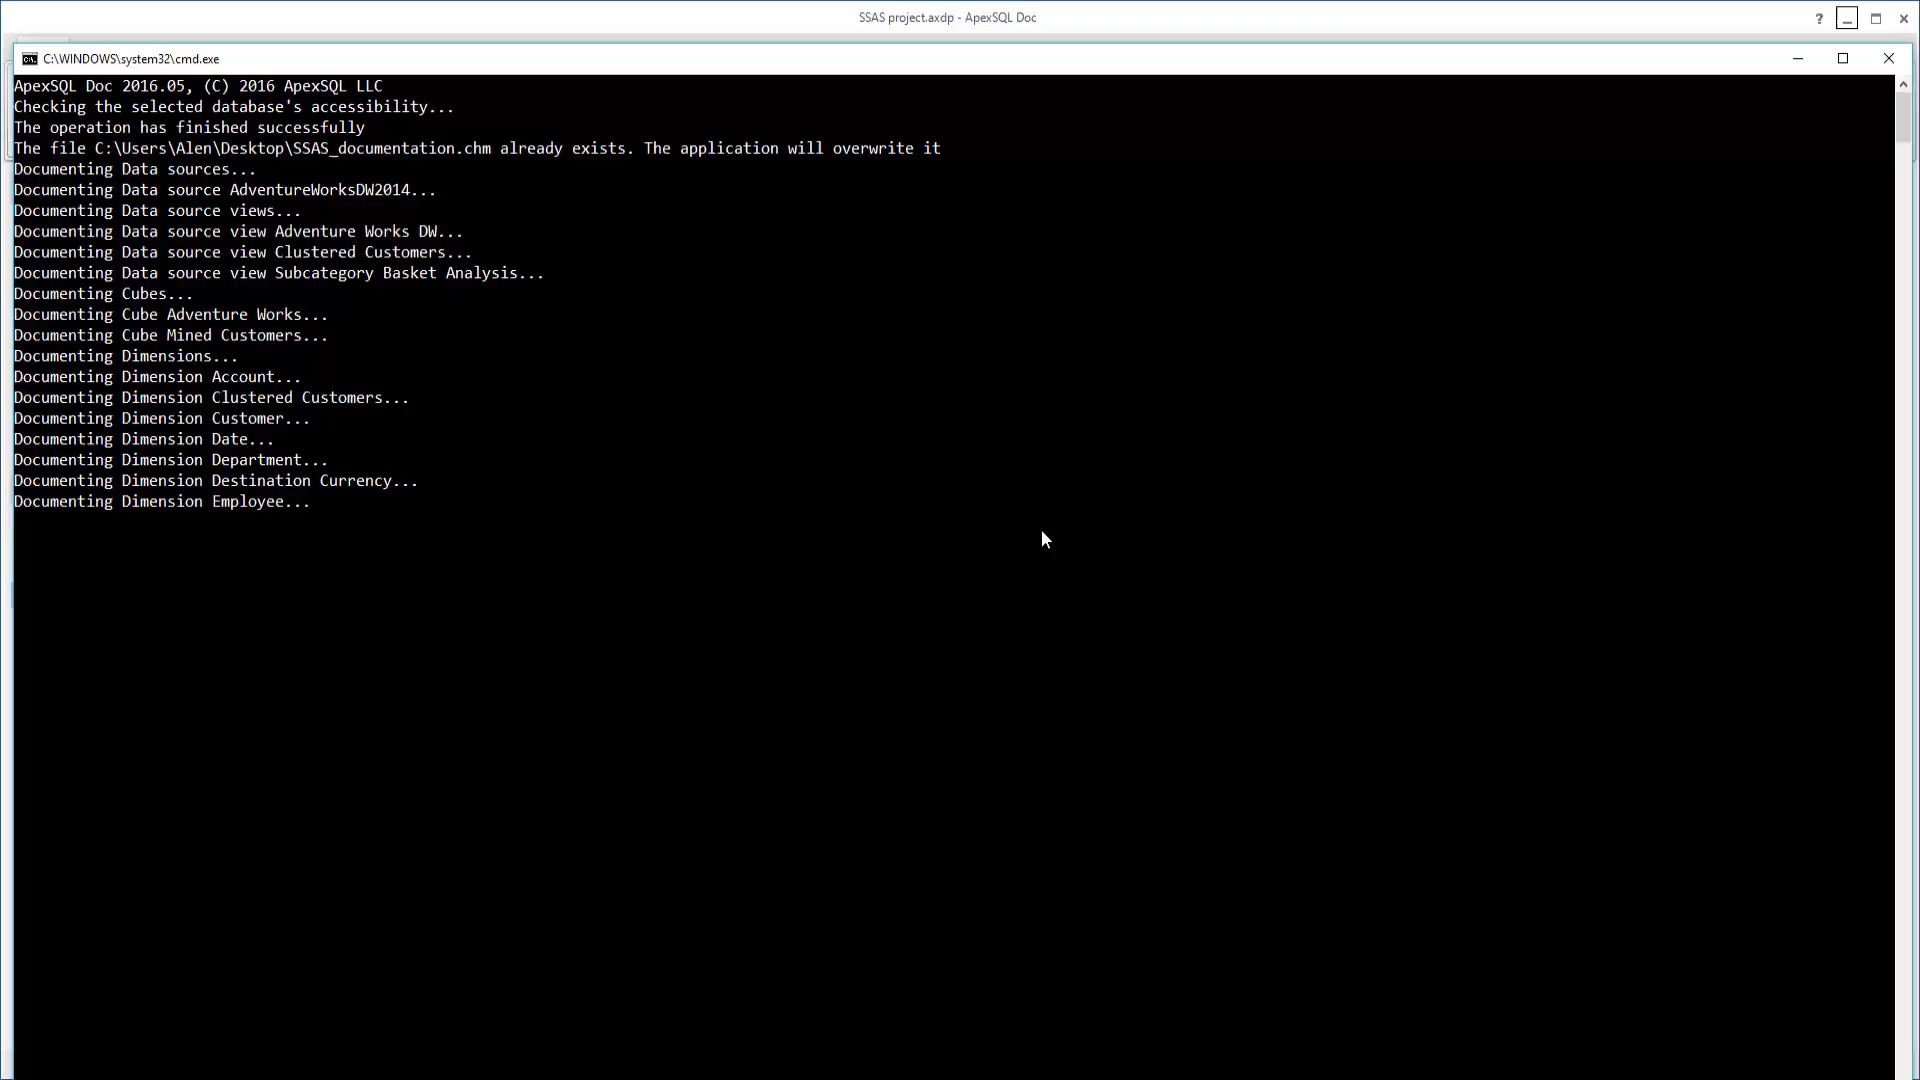 SSAS project.axdp - ApexSQL Doc
C:\WINDOWS\system32\cmd.exe
ApexSQL Doc 2016.05, (C) 2016 ApexSQL LLC
Checking the selected database's accessibility...
The operation has finished successfully
The file C:\Users\Alen\Desktop\SSAS_documentation.chm already exists. The application will overwrite it
Documenting Data sources...
Documenting Data source AdventureWorksDW2014...
Documenting Data source views...
Documenting Data source view Adventure Works DW...
Documenting Data source view Clustered Customers...
Documenting Data source view Subcategory Basket Analysis...
Documenting Cubes...
Documenting Cube Adventure Works...
Documenting Cube Mined Customers...
Documenting Dimensions...
Documenting Dimension Account...
Documenting Dimension Clustered Customers...
Documenting Dimension Customer...
Documenting Dimension Date...
Documenting Dimension Department...
Documenting Dimension Destination Currency...
Documenting Dimension Employee...